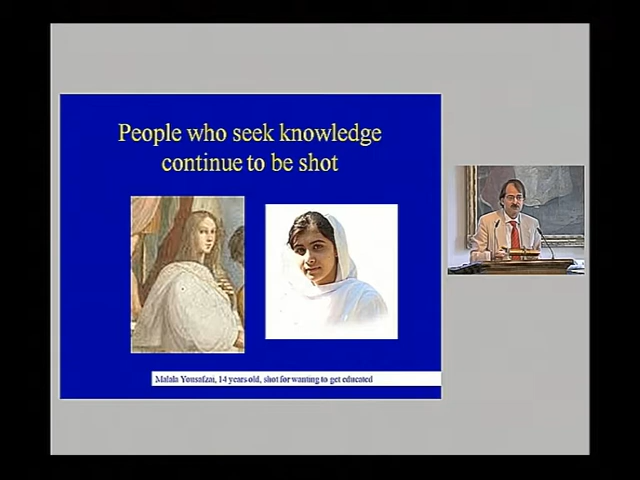 People who seek knowledge
continue to be shot
Malala Yousafzai, 14 years old, shot for wanting to get educated